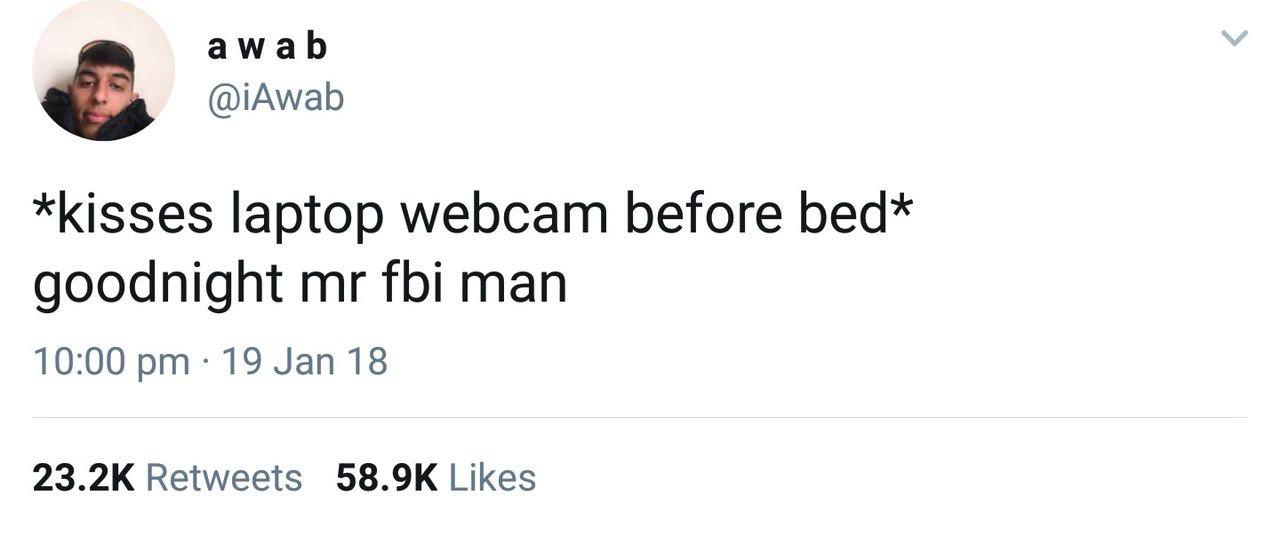 a w a b
@iAwab
*kisses laptop webcam before bed*
goodnight mr fbi man
10:00 pm · 19 Jan 18
23.2K Retweets 58.9K Likes